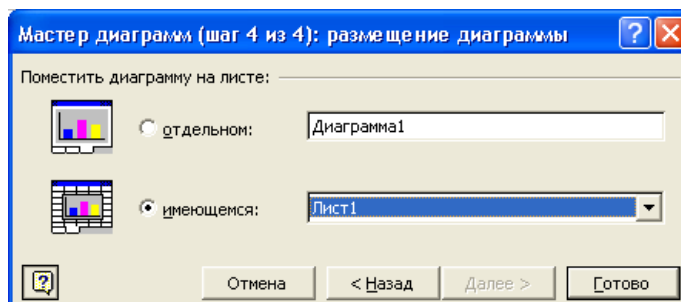 Мастер диаграмм (шаг 4 из 4): размещение диаграммы
Поместить диаграмму на листе:
отдельном: Диаграмма1
имеющемся: Лист1
Отмена < Назад Далее > Готово